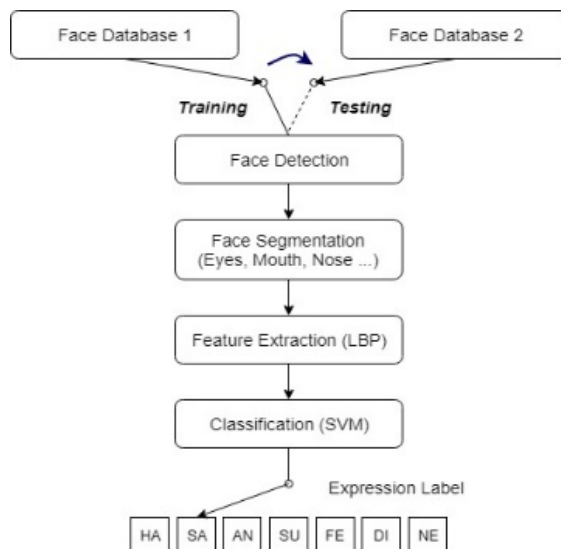 Face Database 1
Face Database 2
Training
Testing
Face Detection
Face Segmentation
(Eyes, Mouth, Nose ...)
Feature Extraction (LBP)
Classification (SVM)
Expression Label
HA SA AN SU FE DI NE